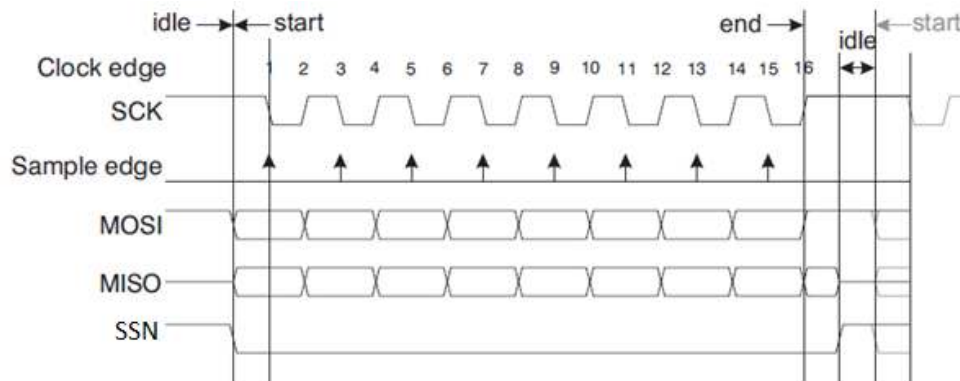 idle start end start
idle
Clock edge 1 2 3 4 5 6 7 8 9 10 11 12 13 14 15 16
SCK
Sample edge
MOSI
MISO
SSN